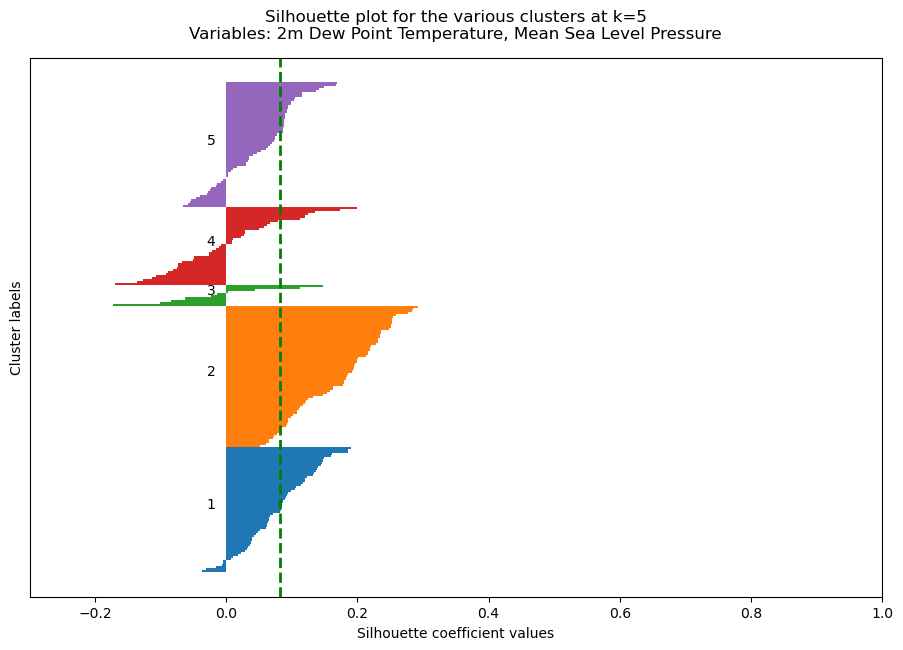 Silhouette plot for the various clusters at k=5
Variables: 2m Dew Point Temperature, Mean Sea Level Pressure
Cluster labels
5
4
3
2
1
−0.2 0.0 0.2 0.4 0.6 0.8 1.0
Silhouette coefficient values